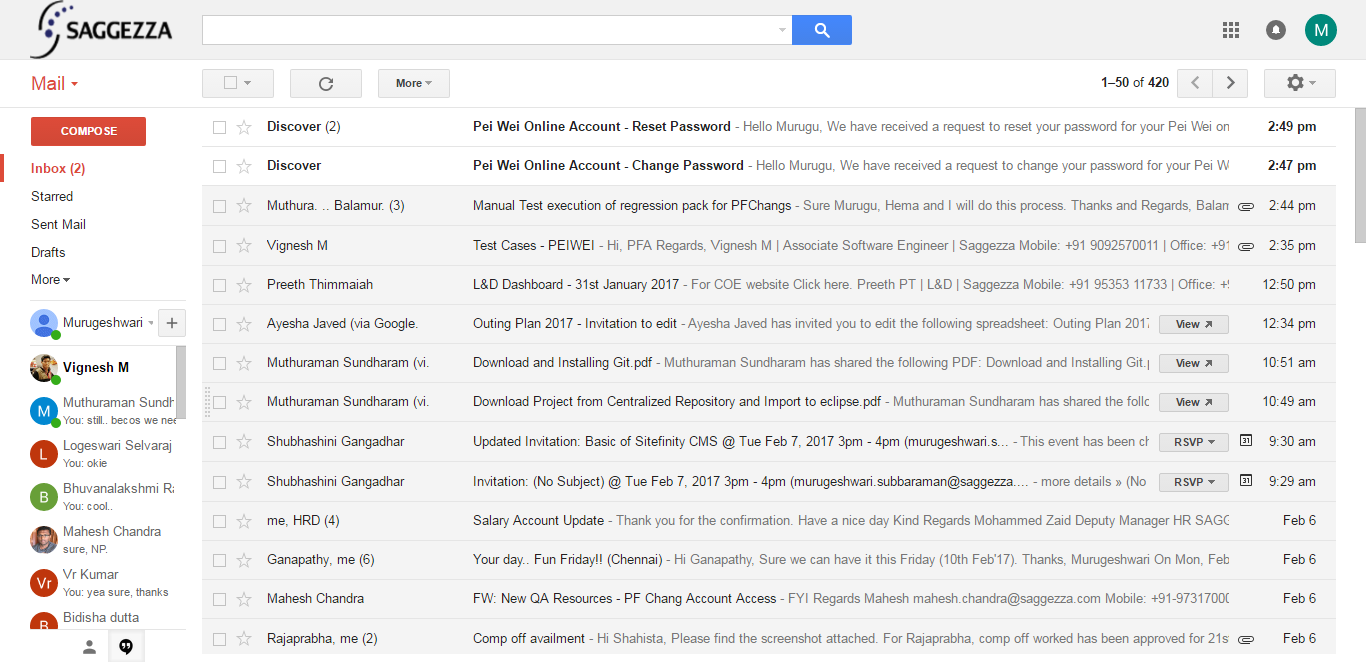 SAGGEZZA
M
Mail
More
1–50 of 420
COMPOSE
Inbox (2)
Starred
Sent Mail
Drafts
More
Murugeshwari
Vignesh M
M
Muthuraman Sundh
You: still.. becos we nee
L
Logeswari Selvaraj
You: okie
B
Bhuvanalakshmi Ra
You: cool..
Mahesh Chandra
sure, NP.
Vr
Vr Kumar
You: yea sure, thanks
B
Bidisha dutta
Discover (2) Pei Wei Online Account - Reset Password - Hello Murugu, We have received a request to reset your password for your Pei Wei on 2:49 pm
Discover Pei Wei Online Account - Change Password - Hello Murugu, We have received a request to change your password for your Pei W 2:47 pm
Muthura. .. Balamur. (3) Manual Test execution of regression pack for PFChangs - Sure Murugu, Hema and I will do this process. Thanks and Regards, Balam 2:44 pm
Vignesh M Test Cases - PEIWEI - Hi, PFA Regards, Vignesh M | Associate Software Engineer | Saggezza Mobile: +91 9092570011 | Office: +91 2:35 pm
Preeth Thimmaiah L&D Dashboard - 31st January 2017 - For COE website Click here. Preeth PT | L&D | Saggezza Mobile: +91 95353 11733 | Office: +9 12:50 pm
Ayesha Javed (via Google. Outing Plan 2017 - Invitation to edit - Ayesha Javed has invited you to edit the following spreadsheet: Outing Plan 2017 View 12:34 pm
Muthuraman Sundharam (vi. Download and Installing Git.pdf - Muthuraman Sundharam has shared the following PDF: Download and Installing Git.p View 10:51 am
Muthuraman Sundharam (vi. Download Project from Centralized Repository and Import to eclipse.pdf - Muthuraman Sundharam has shared the follo View 10:49 am
Shubhashini Gangadhar Updated Invitation: Basic of Sitefinity CMS @ Tue Feb 7, 2017 3pm - 4pm (murugeshwari.s... - This event has been ch RSVP 31 9:30 am
Shubhashini Gangadhar Invitation: (No Subject) @ Tue Feb 7, 2017 3pm - 4pm (murugeshwari.subbaraman@saggezza.... - more details » (No RSVP 31 9:29 am
me, HRD (4) Salary Account Update - Thank you for the confirmation. Have a nice day Kind Regards Mohammed Zaid Deputy Manager HR SAGG Feb 6
Ganapathy, me (6) Your day.. Fun Friday!! (Chennai) - Hi Ganapathy, Sure we can have it this Friday (10th Feb'17). Thanks, Murugeshwari On Mon, Feb Feb 6
Mahesh Chandra FW: New QA Resources - PF Chang Account Access - FYI Regards Mahesh mahesh.chandra@saggezza.com Mobile: +91-97317000 Feb 6
Rajaprabha, me (2) Comp off availment - Hi Shahista, Please find the screenshot attached. For Rajaprabha, comp off worked has been approved for 21s Feb 6